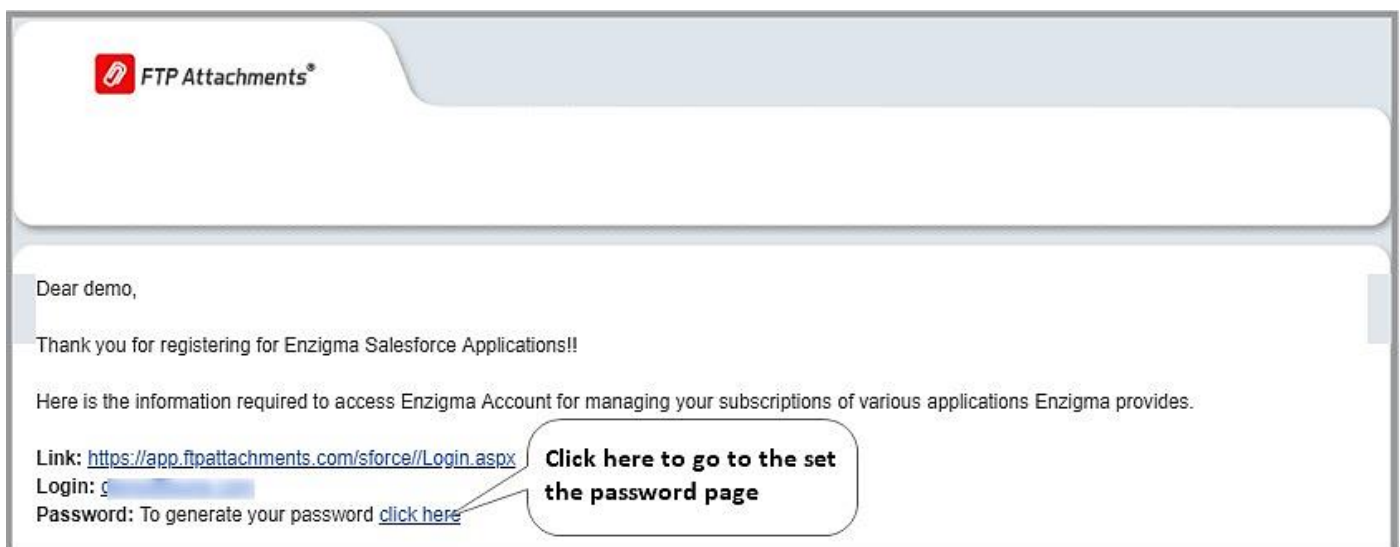 FTP Attachments®
Dear demo,
Thank you for registering for Enzigma Salesforce Applications!!
Here is the information required to access Enzigma Account for managing your subscriptions of various applications Enzigma provides.
Link: https://app.ftpattachments.com/sforce//Login.aspx
Login:
Password: To generate your password click here
Click here to go to the set
the password page